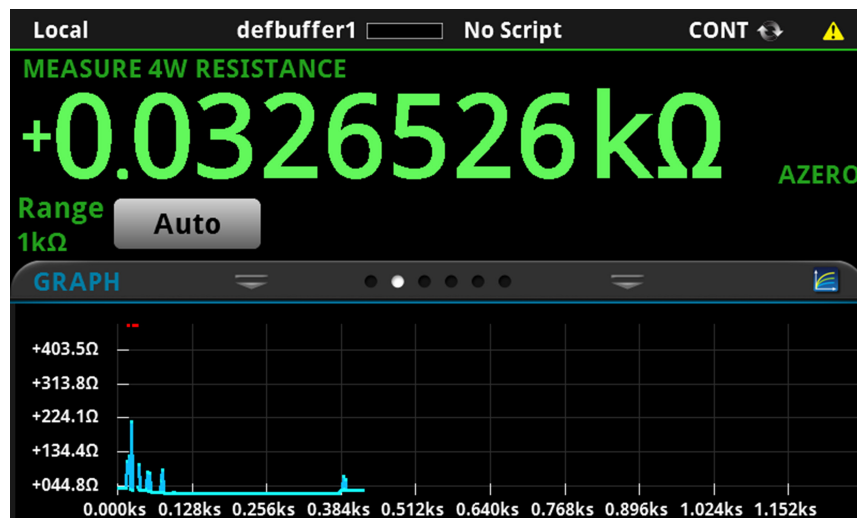 Local defbuffer1 No Script CONT
MEASURE 4W RESISTANCE
+0.0326526 kΩ
AZERO
Range
1kΩ
Auto
GRAPH
+403.5Ω
+313.8Ω
+224.1Ω
+134.4Ω
+044.8Ω
0.000ks 0.128ks 0.256ks 0.384ks 0.512ks 0.640ks 0.768ks 0.896ks 1.024ks 1.152ks